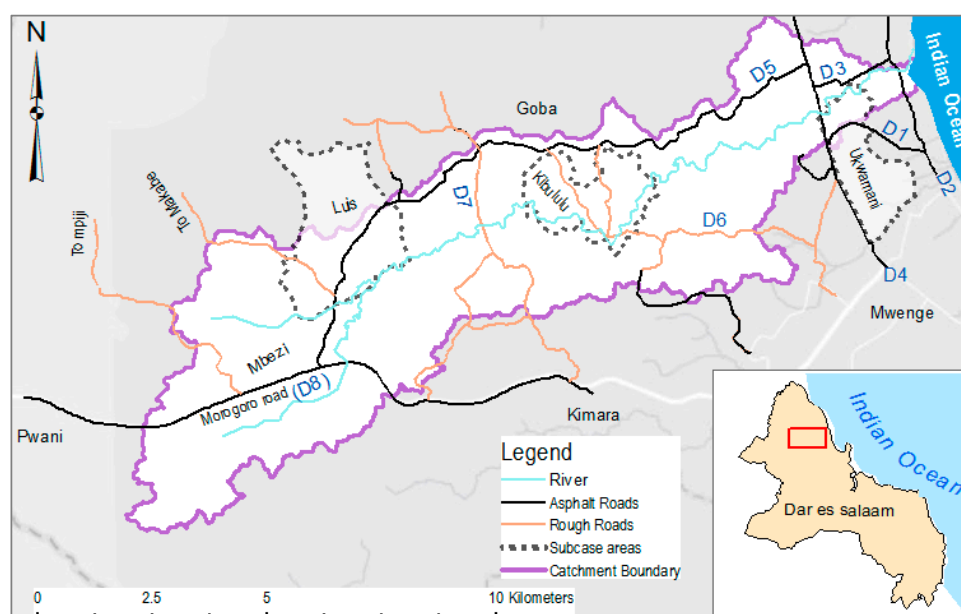 N
Indian Ocean
D5
D3
Goba
D1
Ukwamani
D2
To Makabe
Luis
Kibululu
D7
To mpiji
D6
D4
Mwenge
Mbezi
Morogoro road (D8)
Pwani
Kimara
Legend
River
Asphalt Roads
Rough Roads
Subcase areas
Catchment Boundary
Indian Ocean
Dar es salaam
0 2.5 5 10 Kilometers